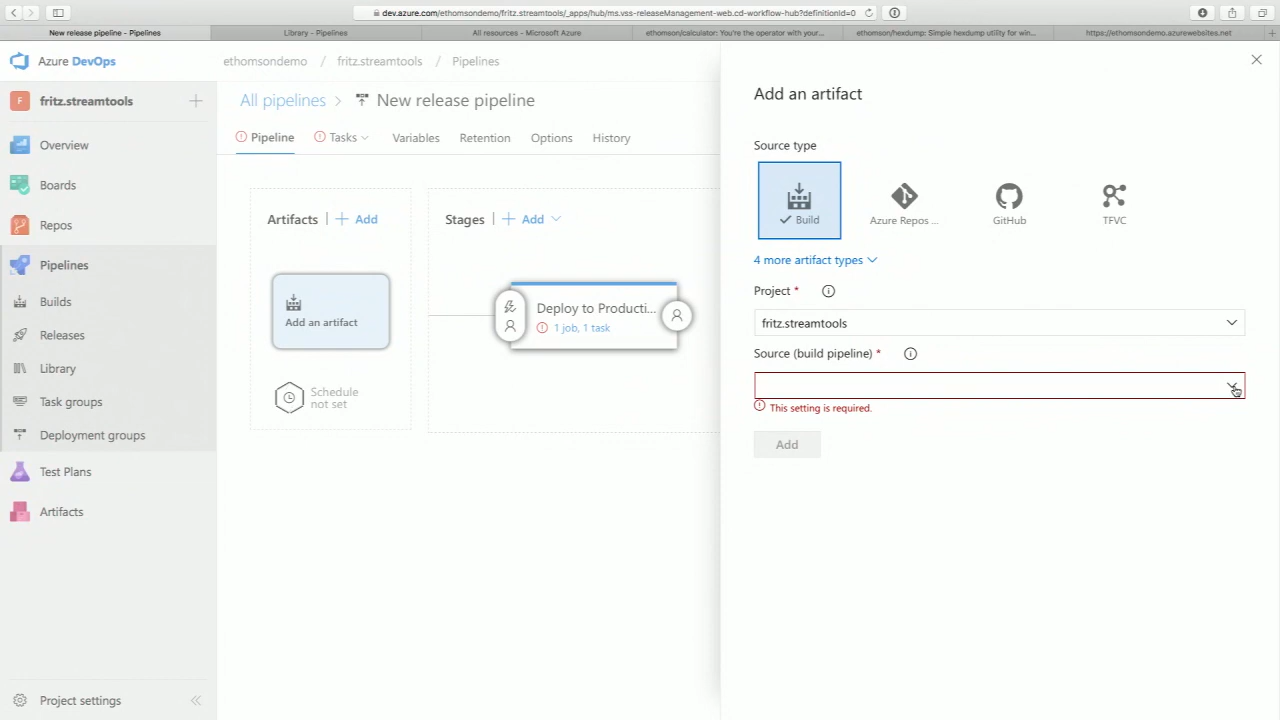 dev.azure.com/ethomsondemo/fritz.streamtools/_apps/hub/ms.vss-releaseManagement-web.cd-workflow-hub?definitionId=0
New release pipeline - Pipelines
Library - Pipelines
All resources - Microsoft Azure
ethomson/calculator: You're the operator with your...
ethomson/hexdump: Simple hexdump utility for win...
https://ethomsondemo.azurewebsites.net
Azure DevOps
ethomsondemo / fritz.streamtools / Pipelines
F fritz.streamtools
Overview
Boards
Repos
Pipelines
Builds
Releases
Library
Task groups
Deployment groups
Test Plans
Artifacts
Project settings
All pipelines > New release pipeline
Pipeline Tasks Variables Retention Options History
Artifacts | + Add
Add an artifact
Schedule
not set
Stages | + Add
Deploy to Producti...
1 job, 1 task
Add an artifact
Source type
Build
Azure Repos ...
GitHub
TFVC
4 more artifact types
Project *
fritz.streamtools
Source (build pipeline) *
This setting is required.
Add